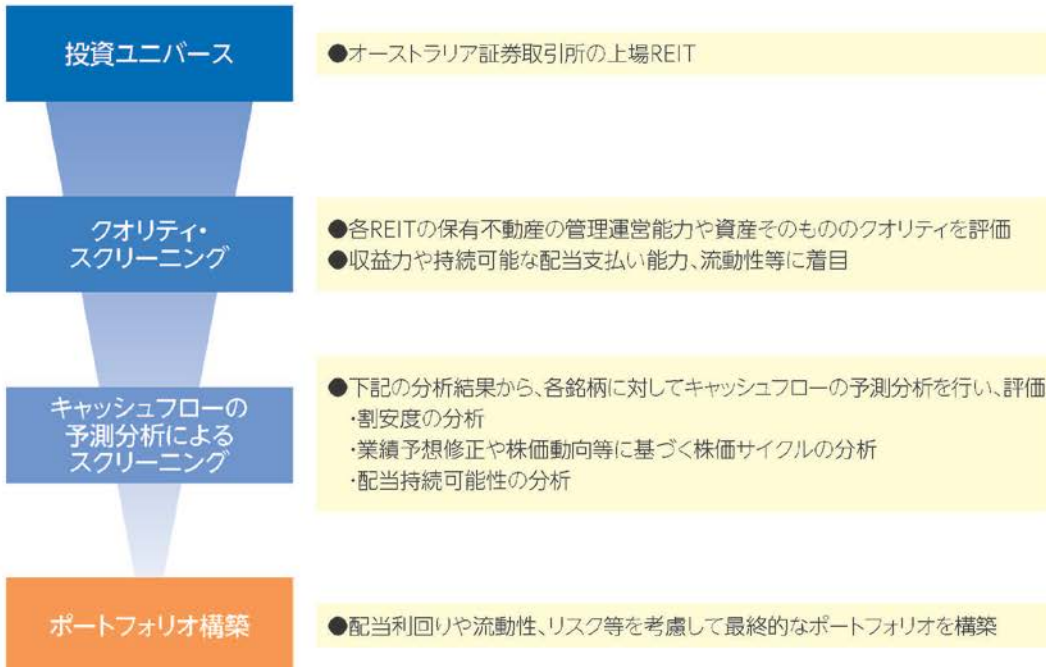 投資ユニバース
●オーストラリア証券取引所の上場REIT
クオリティ・
スクリーニング
●各REITの保有不動産の管理運営能力や資産そのもののクオリティを評価
●収益力や持続可能な配当支払い能力、流動性等に着目
キャッシュフローの
予測分析による
スクリーニング
●下記の分析結果から、各銘柄に対してキャッシュフローの予測分析を行い、評価
・割安度の分析
・業績予想修正や株価動向等に基づく株価サイクルの分析
・配当持続可能性の分析
ポートフォリオ構築
●配当利回りや流動性、リスク等を考慮して最終的なポートフォリオを構築